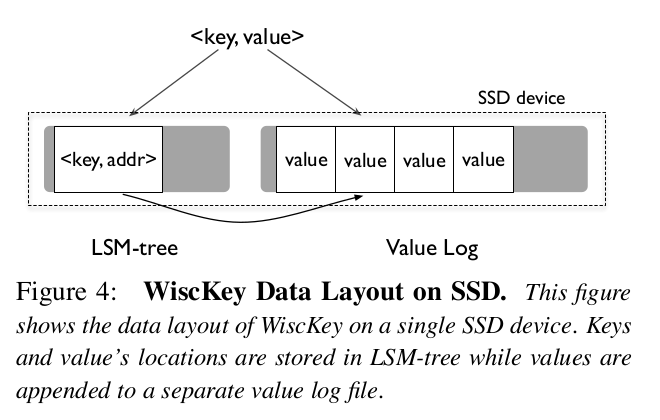 <key, value>
SSD device
<key, addr>
value
value
value
value
LSM-tree
Value Log
Figure 4: WiscKey Data Layout on SSD. This figure
shows the data layout of WiscKey on a single SSD device. Keys
and value's locations are stored in LSM-tree while values are
appended to a separate value log file.